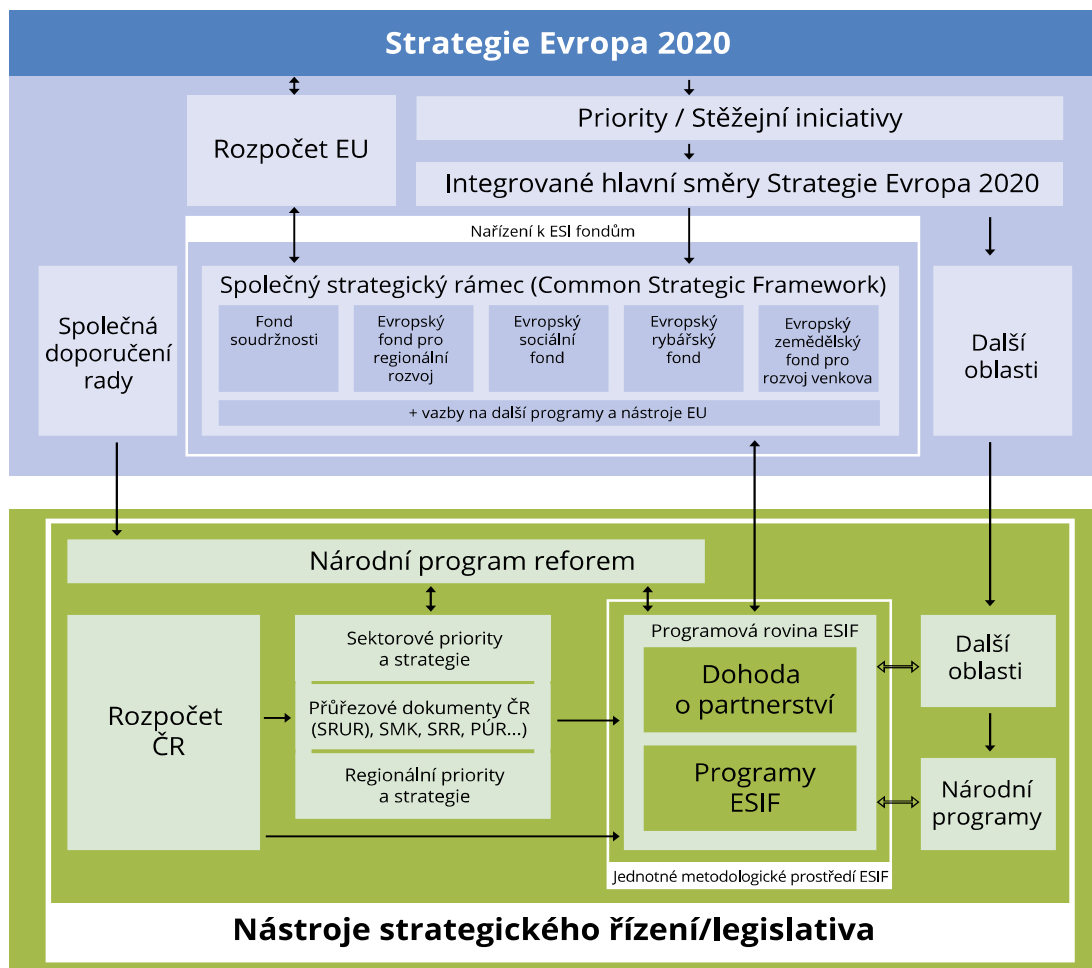 Strategie Evropa 2020
Rozpočet EU
Priority / Stěžejní iniciativy
Integrované hlavní směry Strategie Evropa 2020
Nařízení k ESI fondům
Společná
doporučení
rady
Společný strategický rámec (Common Strategic Framework)
Fond
soudržnosti
Evropský
fond pro
regionální
rozvoj
Evropský
sociální
fond
Evropský
rybářský
fond
Evropský
zemědělský
fond pro
rozvoj venkova
+ vazby na další programy a nástroje EU
Další
oblasti
Národní program reforem
Rozpočet
ČR
Sektorové priority
a strategie
Přůřezové dokumenty ČR
(SRUR), SMK, SRR, PÚR...)
Regionální priority
a strategie
Programová rovina ESIF
Dohoda
o partnerství
Programy
ESIF
Jednotné metodologické prostředí ESIF
Další
oblasti
Národní
programy
Nástroje strategického řízení/legislativa